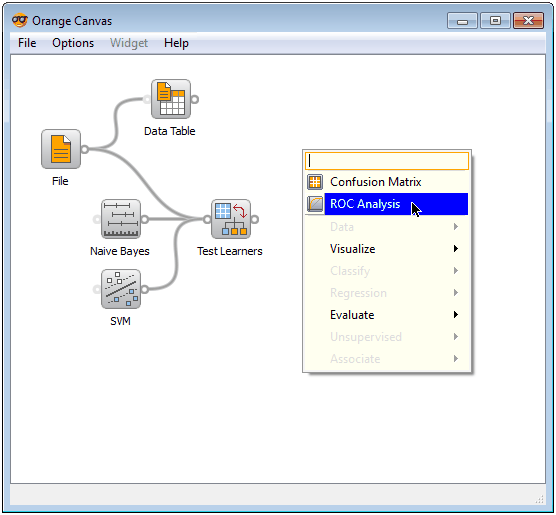 Orange Canvas
File Options Widget Help
Data Table
File
Naive Bayes
Test Learners
SVM
Confusion Matrix
ROC Analysis
Data
Visualize
Classify
Regression
Evaluate
Unsupervised
Associate